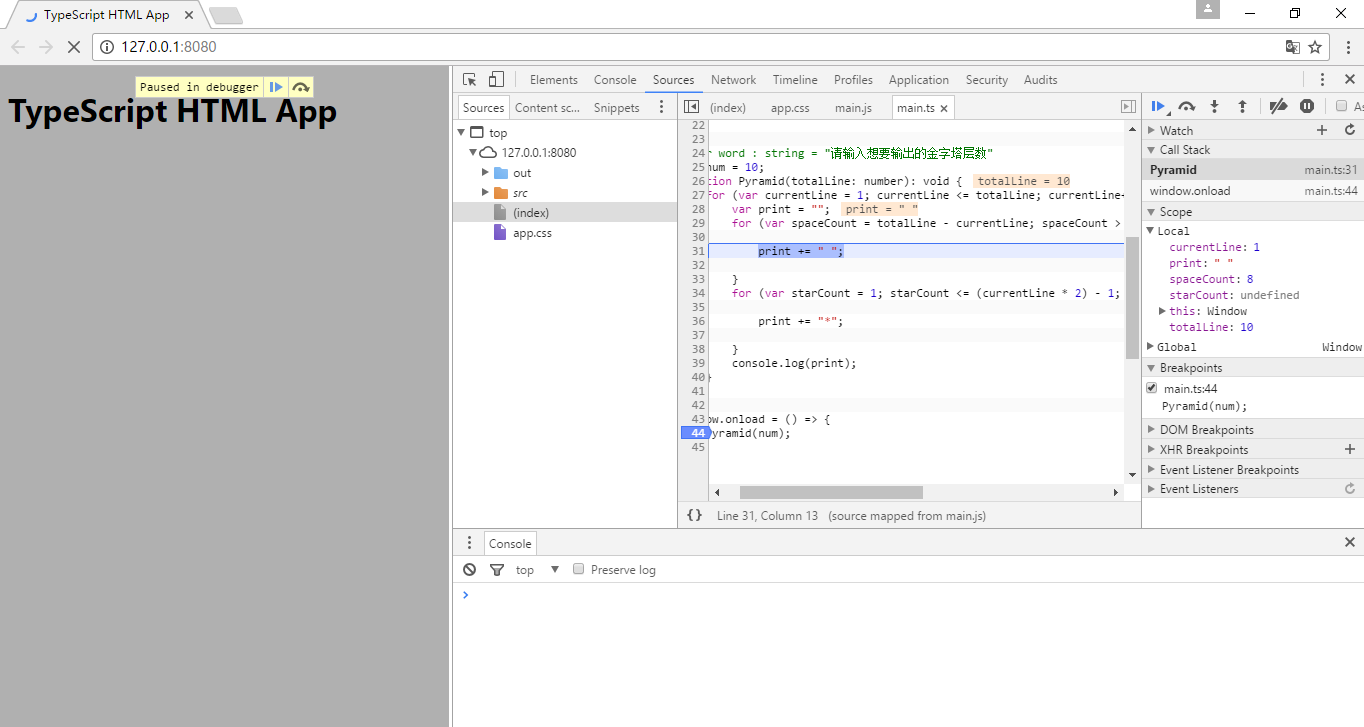 TypeScript HTML App
127.0.0.1:8080
Paused in debugger
TypeScript HTML App
Elements Console Sources Network Timeline Profiles Application Security Audits
Sources Content sc... Snippets
top
127.0.0.1:8080
out
src
(index)
app.css
(index) app.css main.js main.ts
22
23
24 r word : string = "请输入想要输出的金字塔层数"
25 num = 10;
26 tion Pyramid(totalLine: number): void { totalLine = 10
27 for (var currentLine = 1; currentLine <= totalLine; currentLine+
28 var print = ""; print = " "
29 for (var spaceCount = totalLine - currentLine; spaceCount >
30
31 print += " ";
32
33 }
34 for (var starCount = 1; starCount <= (currentLine * 2) - 1;
35
36 print += "*";
37
38 }
39 console.log(print);
40 }
41
42
43 ow.onload = () => {
44 yramid(num);
45
{} Line 31, Column 13 (source mapped from main.js)
As
Watch
Call Stack
Pyramid main.ts:31
window.onload main.ts:44
Scope
Local
currentLine: 1
print: " "
spaceCount: 8
starCount: undefined
this: Window
totalLine: 10
Global Window
Breakpoints
main.ts:44
Pyramid(num);
DOM Breakpoints
XHR Breakpoints
Event Listener Breakpoints
Event Listeners
Console
top Preserve log